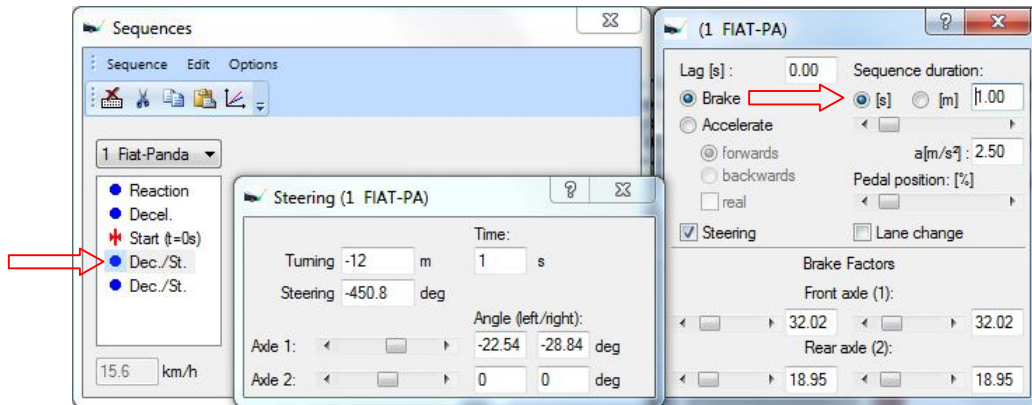 Sequences
Sequence Edit Options
1 Fiat-Panda
Reaction
Decel.
Start (t=0s)
Dec./St.
Dec./St.
15.6 km/h
Steering (1 FIAT-PA)
Time:
Turning -12 m 1 s
Steering -450.8 deg
Angle (left/right):
Axle 1: -22.54 -28.84 deg
Axle 2: 0 0 deg
(1 FIAT-PA)
Lag [s] : 0.00 Sequence duration:
Brake [s] [m] 1.00
Accelerate
forwards a[m/s²] : 2.50
backwards Pedal position: [%]
real
Steering Lane change
Brake Factors
Front axle (1):
32.02 32.02
Rear axle (2):
18.95 18.95